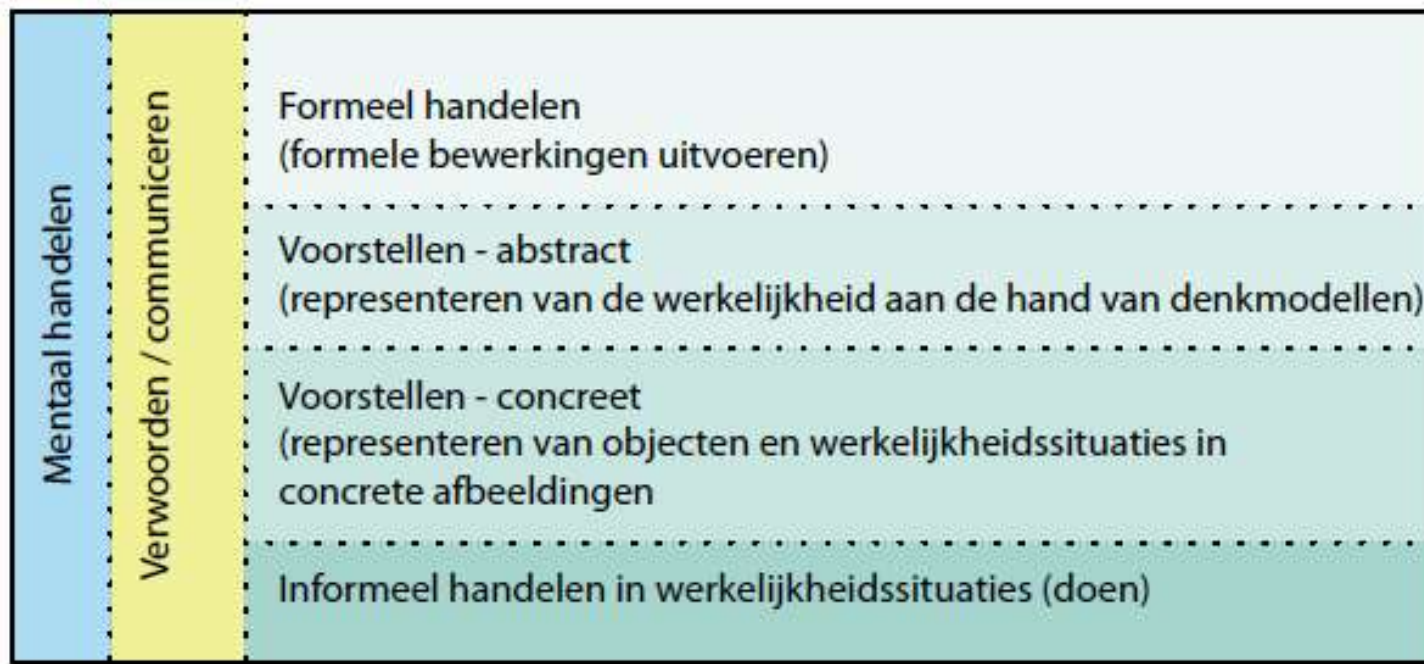 Mentaal handelen
Verwoorden / communiceren
Formeel handelen
(formele bewerkingen uitvoeren)
Voorstellen - abstract
(representeren van de werkelijkheid aan de hand van denkmodellen)
Voorstellen - concreet
(representeren van objecten en werkelijkheidssituaties in
concrete afbeeldingen
Informeel handelen in werkelijkheidssituaties (doen)